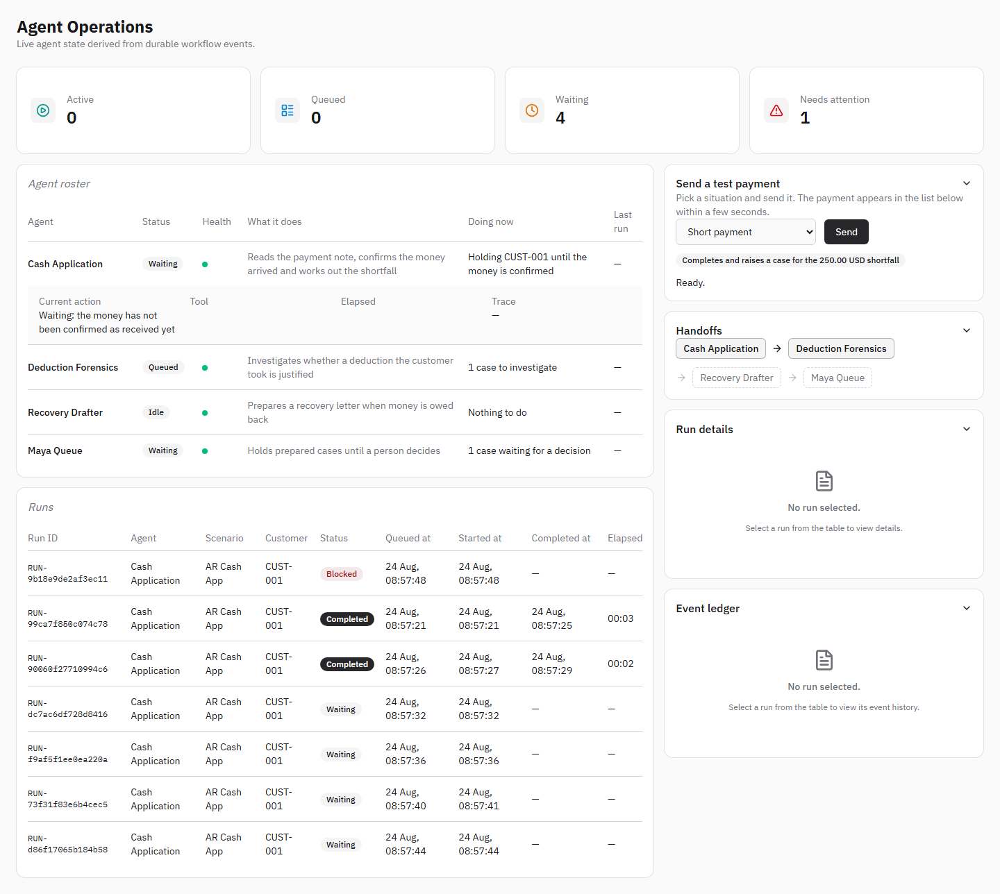 Agent Operations
Live agent state derived from durable workflow events.
Active
0
Queued
0
Waiting
4
Needs attention
1
Agent roster
Agent Status Health What it does Doing now Last run
Cash Application Waiting Reads the payment note, confirms the money Holding CUST-001 until the —
arrived and works out the shortfall money is confirmed
Current action Tool Elapsed Trace
Waiting: the money has not —
been confirmed as received yet
Deduction Forensics Queued Investigates whether a deduction the customer 1 case to investigate —
took is justified
Recovery Drafter Idle Prepares a recovery letter when money is owed Nothing to do —
back
Maya Queue Waiting Holds prepared cases until a person decides 1 case waiting for a decision —
Runs
Run ID Agent Scenario Customer Status Queued at Started at Completed at Elapsed
RUN- Cash AR Cash CUST- Blocked 24 Aug, 24 Aug, — —
9b18e9de2af3ec11 Application App 001 08:57:48 08:57:48
RUN- Cash AR Cash CUST- Completed 24 Aug, 24 Aug, 24 Aug, 00:03
99ca7f850c074c78 Application App 001 08:57:21 08:57:21 08:57:25
RUN- Cash AR Cash CUST- Completed 24 Aug, 24 Aug, 24 Aug, 00:02
90060f27710994c6 Application App 001 08:57:26 08:57:27 08:57:29
RUN- Cash AR Cash CUST- Waiting 24 Aug, 24 Aug, — —
dc7ac6df728d8416 Application App 001 08:57:32 08:57:32
RUN- Cash AR Cash CUST- Waiting 24 Aug, 24 Aug, — —
f9af5f1ee0ea220a Application App 001 08:57:36 08:57:36
RUN- Cash AR Cash CUST- Waiting 24 Aug, 24 Aug, — —
73f31f83e6b4cec5 Application App 001 08:57:40 08:57:41
RUN- Cash AR Cash CUST- Waiting 24 Aug, 24 Aug, — —
d86f17065b184b58 Application App 001 08:57:44 08:57:44
Send a test payment
Pick a situation and send it. The payment appears in the list below
within a few seconds.
Short payment Send
Completes and raises a case for the 250.00 USD shortfall
Ready.
Handoffs
Cash Application → Deduction Forensics
→ Recovery Drafter → Maya Queue
Run details
No run selected.
Select a run from the table to view details.
Event ledger
No run selected.
Select a run from the table to view its event history.